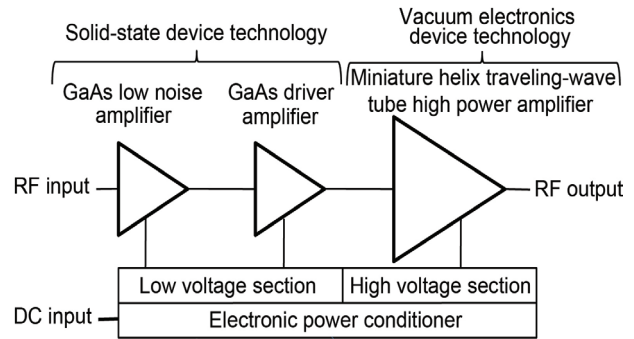 Solid-state device technology
Vacuum electronics
device technology
GaAs low noise
amplifier
GaAs driver
amplifier
Miniature helix traveling-wave
tube high power amplifier
RF input
RF output
Low voltage section
High voltage section
DC input
Electronic power conditioner